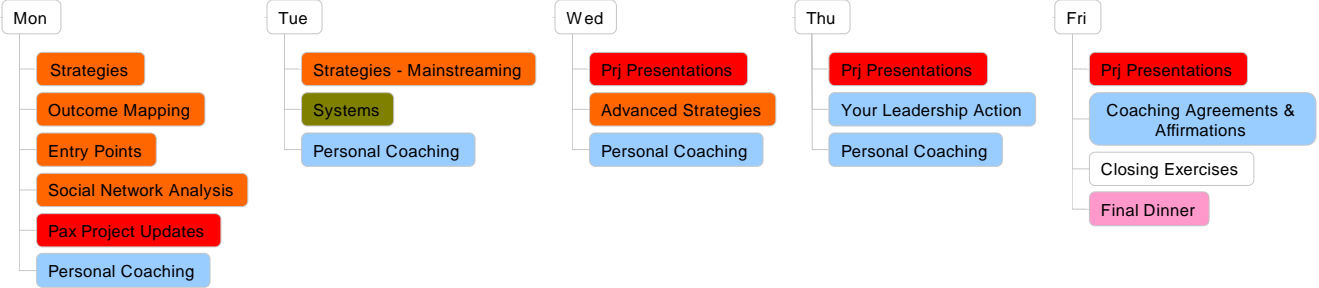 Mon
Strategies
Outcome Mapping
Entry Points
Social Network Analysis
Pax Project Updates
Personal Coaching
Tue
Strategies - Mainstreaming
Systems
Personal Coaching
Wed
Prj Presentations
Advanced Strategies
Personal Coaching
Thu
Prj Presentations
Your Leadership Action
Personal Coaching
Fri
Prj Presentations
Coaching Agreements &
Affirmations
Closing Exercises
Final Dinner